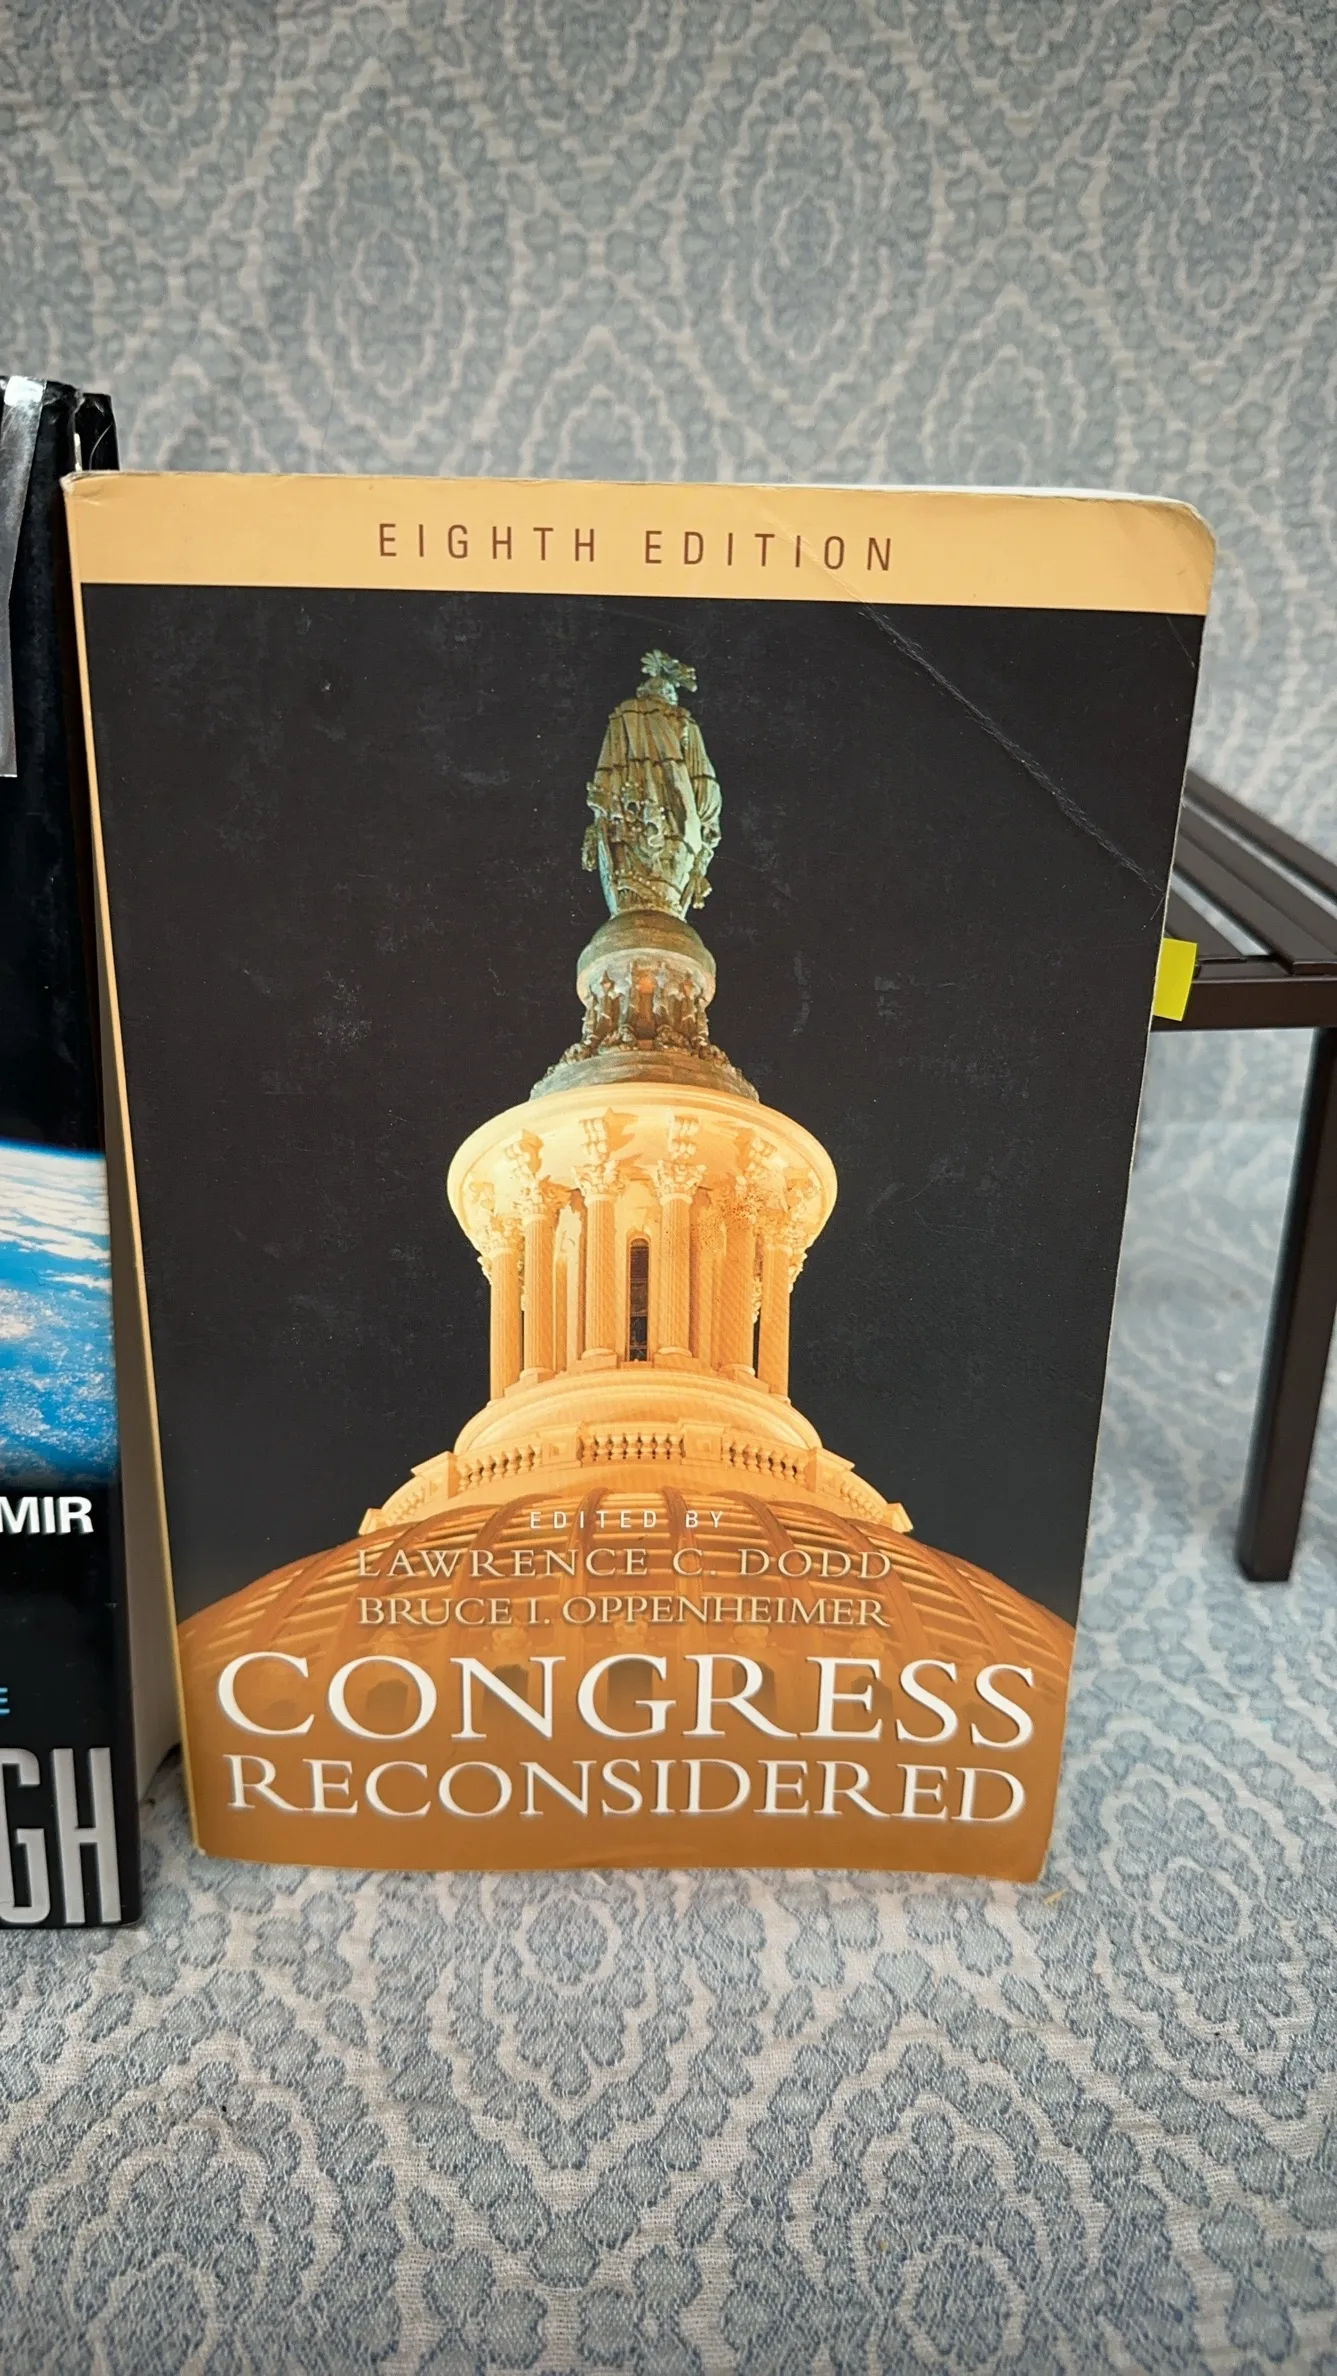 EIGHTH EDITION
EDITED BY
LAWRENCE C. DODD
BRUCE I. OPPENHEIMER
CONGRESS
RECONSIDERED
MIR
E
GH